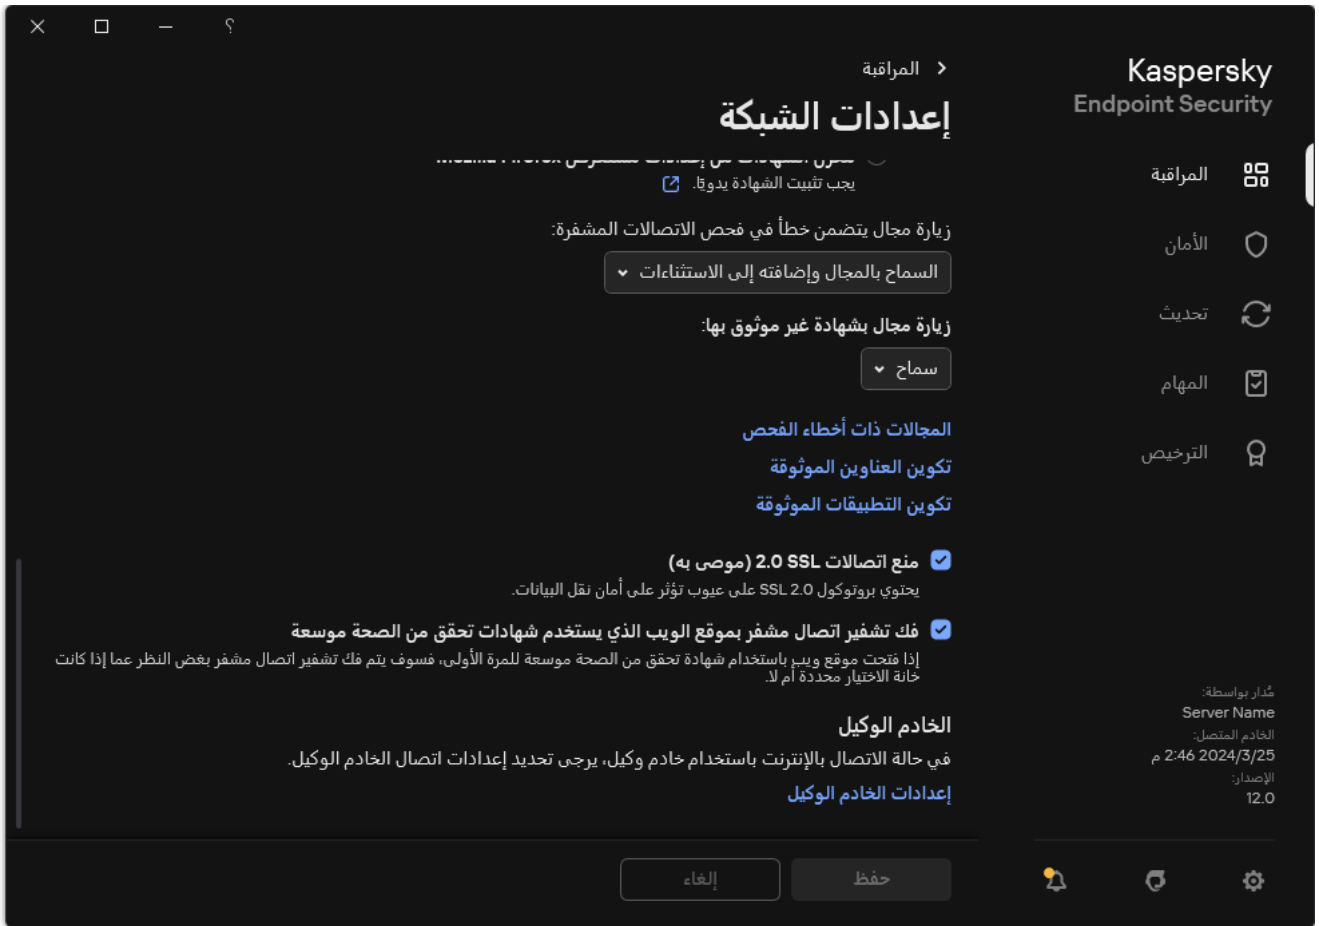 ؟
المراقبة
إعدادات الشبكة
مخزن الشهادات من إعدادات مستعرض Mozilla Firefox
يجب تثبيت الشهادة يدويًا.
زيارة مجال يتضمن خطأ في فحص الاتصالات المشفرة:
السماح بالمجال وإضافته إلى الاستثناءات
زيارة مجال بشهادة غير موثوق بها:
سماح
المجالات ذات أخطاء الفحص
تكوين العناوين الموثوقة
تكوين التطبيقات الموثوقة
منع اتصالات SSL 2.0 (موصى به)
يحتوي بروتوكول SSL 2.0 على عيوب تؤثر على أمان نقل البيانات.
فك تشفير اتصال مشفر بموقع الويب الذي يستخدم شهادات تحقق من الصحة موسعة
إذا فتحت موقع ويب باستخدام شهادة تحقق من الصحة موسعة للمرة الأولى، فسوف يتم فك تشفير اتصال مشفر بغض النظر عما إذا كانت
خانة الاختيار محددة أم لا.
الخادم الوكيل
في حالة الاتصال بالإنترنت باستخدام خادم وكيل، يرجى تحديد إعدادات اتصال الخادم الوكيل.
إعدادات الخادم الوكيل
حفظ
إلغاء
Kaspersky
Endpoint Security
المراقبة
الأمان
تحديث
المهام
الترخيص
مُدار بواسطة:
Server Name
الخادم المتصل:
2024/3/25 2:46 م
الإصدار:
12.0